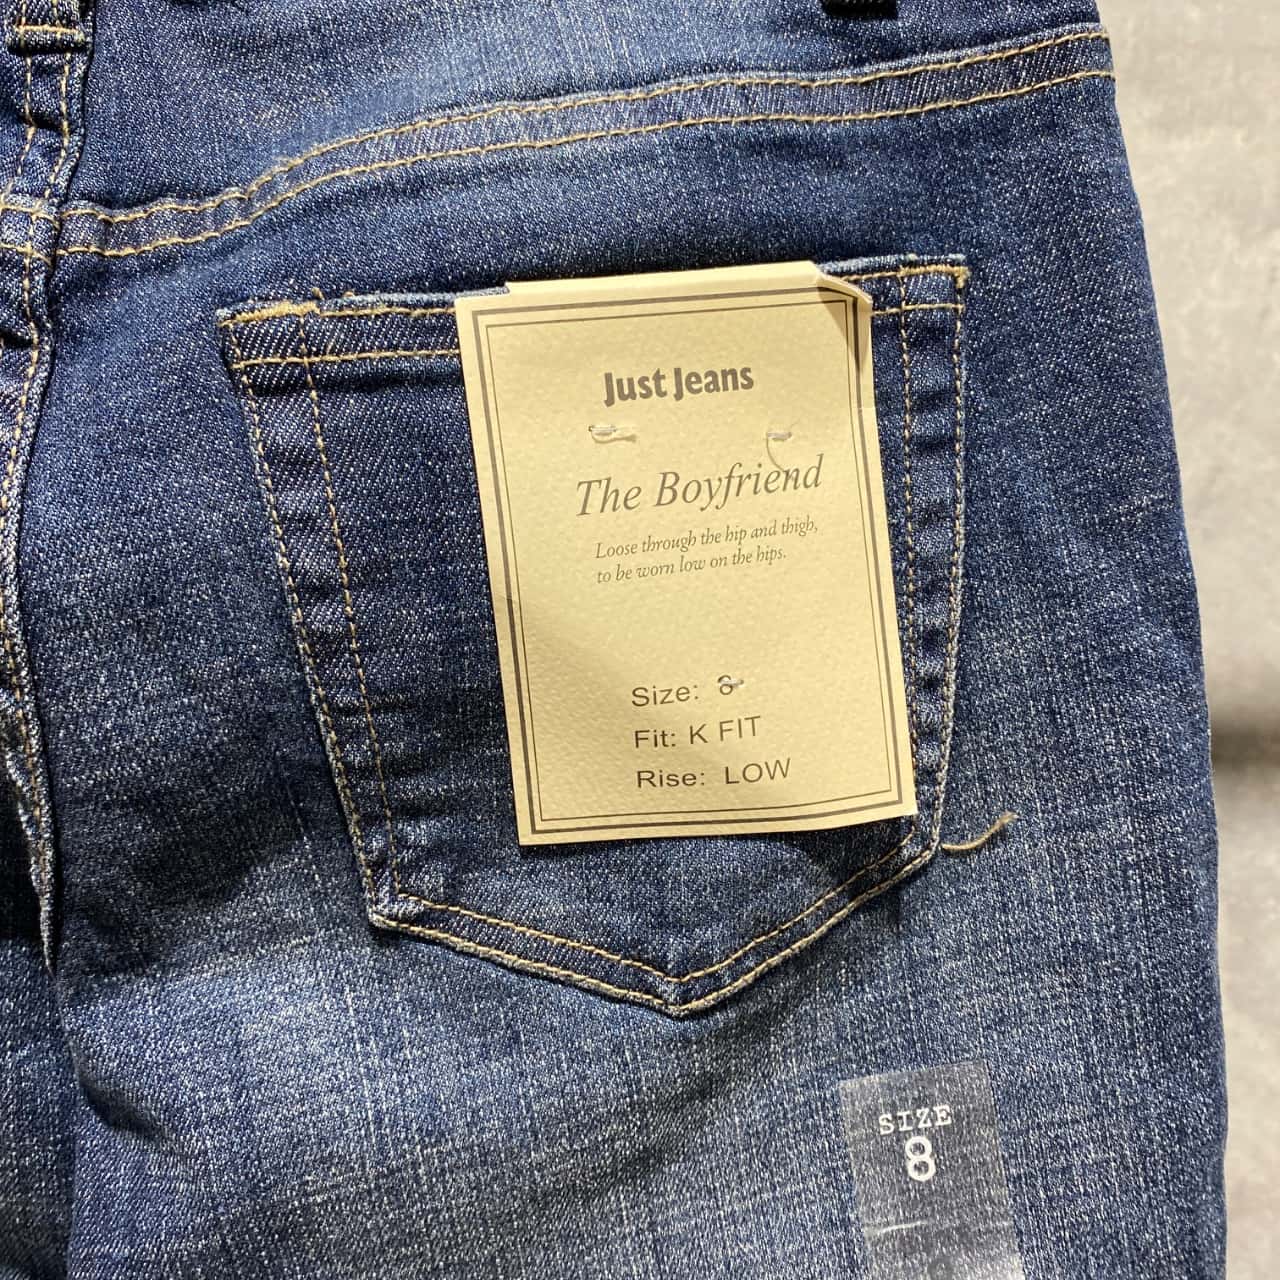 Just Jeans
The Boyfriend
Loose through the hip and thigh,
to be worn low on the hips.
Size: 8
Fit: K FIT
Rise: LOW
SIZE
8